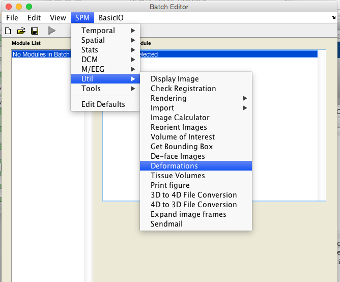 Batch Editor
File Edit View SPM BasicIO
Module List
No Modules in Batch
Temporal
Spatial
Stats
DCM
M/EEG
Util
Tools
Edit Defaults
Display Image
Check Registration
Rendering
Import
Image Calculator
Reorient Images
Volume of Interest
Get Bounding Box
De-face Images
Deformations
Tissue Volumes
Print figure
3D to 4D File Conversion
4D to 3D File Conversion
Expand image frames
Sendmail